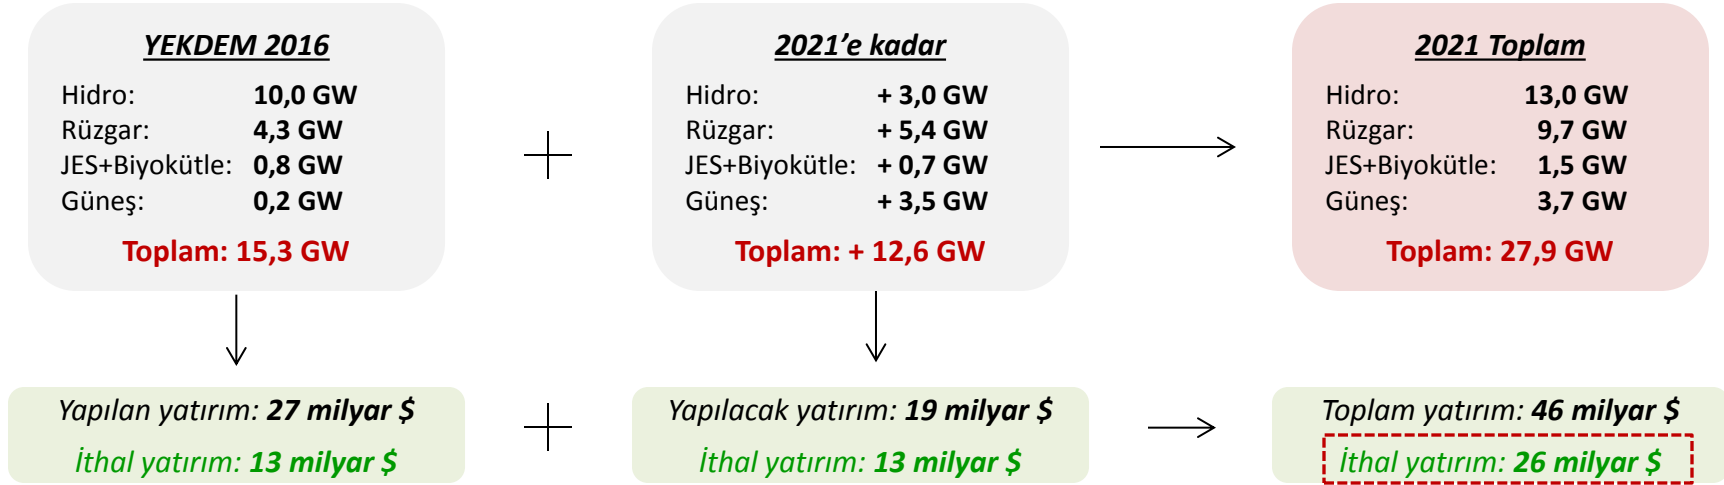 YEKDEM 2016
Hidro: 10,0 GW
Rüzgar: 4,3 GW
JES+Biyokütle: 0,8 GW
Güneş: 0,2 GW
Toplam: 15,3 GW
2021’e kadar
Hidro: + 3,0 GW
Rüzgar: + 5,4 GW
JES+Biyokütle: + 0,7 GW
Güneş: + 3,5 GW
Toplam: + 12,6 GW
2021 Toplam
Hidro: 13,0 GW
Rüzgar: 9,7 GW
JES+Biyokütle: 1,5 GW
Güneş: 3,7 GW
Toplam: 27,9 GW
Yapılan yatırım: 27 milyar $
İthal yatırım: 13 milyar $
Yapılacak yatırım: 19 milyar $
İthal yatırım: 13 milyar $
Toplam yatırım: 46 milyar $
İthal yatırım: 26 milyar $